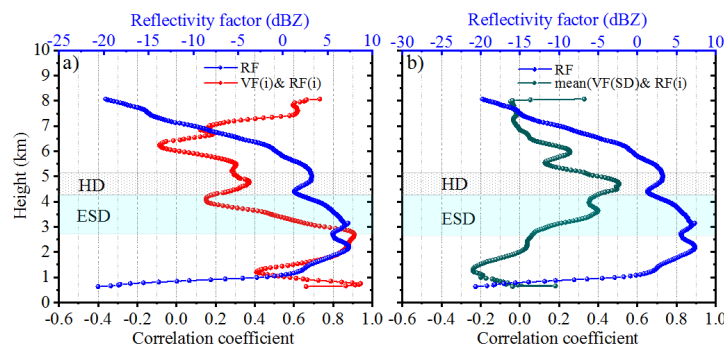 Reflectivity factor (dBZ) Reflectivity factor (dBZ)
-25 -20 -15 -10 -5 0 5 10 -30 -25 -20 -15 -10 -5 0 5 10
10
9
8
7
6
5
4
3
2
1
0
Height (km)
a) RF
VF(i)& RF(i)
HD
ESD
b) RF
mean(VF(SD)& RF(i)
HD
ESD
-0.6 -0.4 -0.2 0.0 0.2 0.4 0.6 0.8 1.0 -0.6 -0.4 -0.2 0.0 0.2 0.4 0.6 0.8 1.0
Correlation coefficient Correlation coefficient